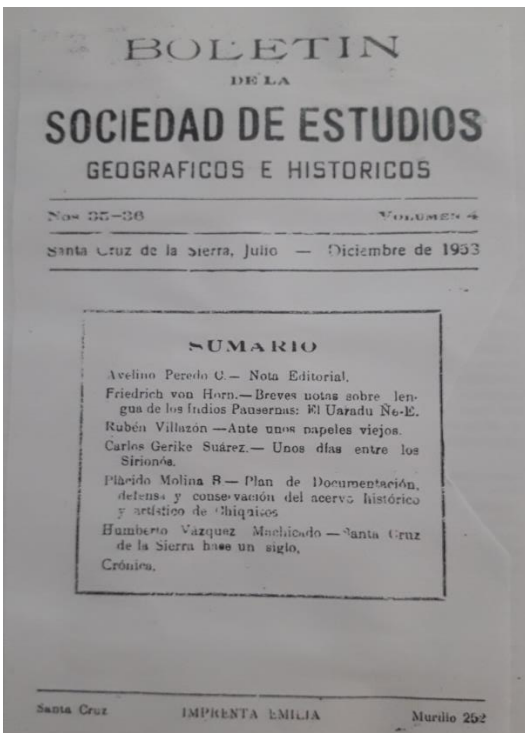 BOLETIN
DE LA
SOCIEDAD DE ESTUDIOS
GEOGRAFICOS E HISTORICOS
Nos 35-36 VOLUMEN 4
Santa Cruz de la Sierra, Julio — Diciembre de 1953
SUMARIO
Avelino Peredo C.— Nota Editorial.
Friedrich von Horn.—Breves notas sobre len-
gua de los Indios Pausernas: El Uaradu Ñe-E.
Rubén Villazón —Ante unos papeles viejos.
Carlos Gerike Suárez.— Unos días entre los
Sirionós.
Plácido Molina B — Plan de Documentación,
defensa y conservación del acervo histórico
y artístico de Chiquitos
Humberto Vázquez Machicado —Santa Cruz
de la Sierra hase un siglo.
Crónica.
Santa Cruz IMPRENTA EMILIA Murillo 252